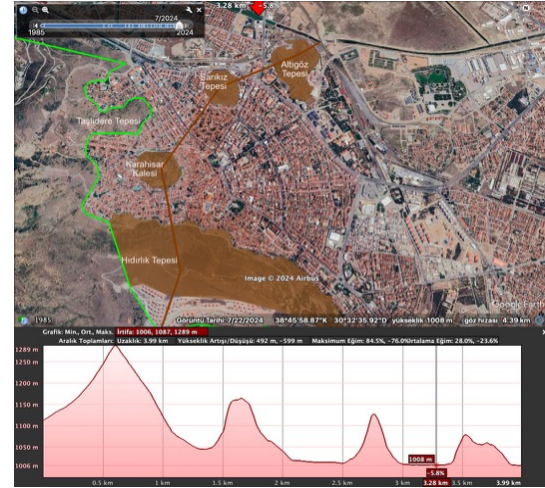 -3.28 km
-5.8
7/2024
1985
2024
Altıgöz
Tepesi
Sarıkız
Tepesi
Taşlıdere Tepesi
Karahisar
Kalesi
Hıdırlık Tepesi
Image © 2024 Airbus
Google Earth
1985
Görüntü Tarihi: 7/22/2024 38°45'58.87"K 30°32'35.92"D yükseklik 1008 m göz hizası 4.39 km
Grafik: Min., Ort., Maks. İrtifa: 1006, 1087, 1289 m
Aralık Toplamları: Uzaklık: 3.99 km Yükseklik Artışı/Düşüşü: 492 m, -599 m Maksimum Eğim: 84.5%, -76.0% Ortalama Eğim: 28.0%, -23.6%
1289 m
1200 m
1150 m
1100 m
1050 m
1006 m
1008 m
-5.8%
0.5 km
1 km
1.5 km
2 km
2.5 km
3 km
3.28 km
3.5 km
3.99 km